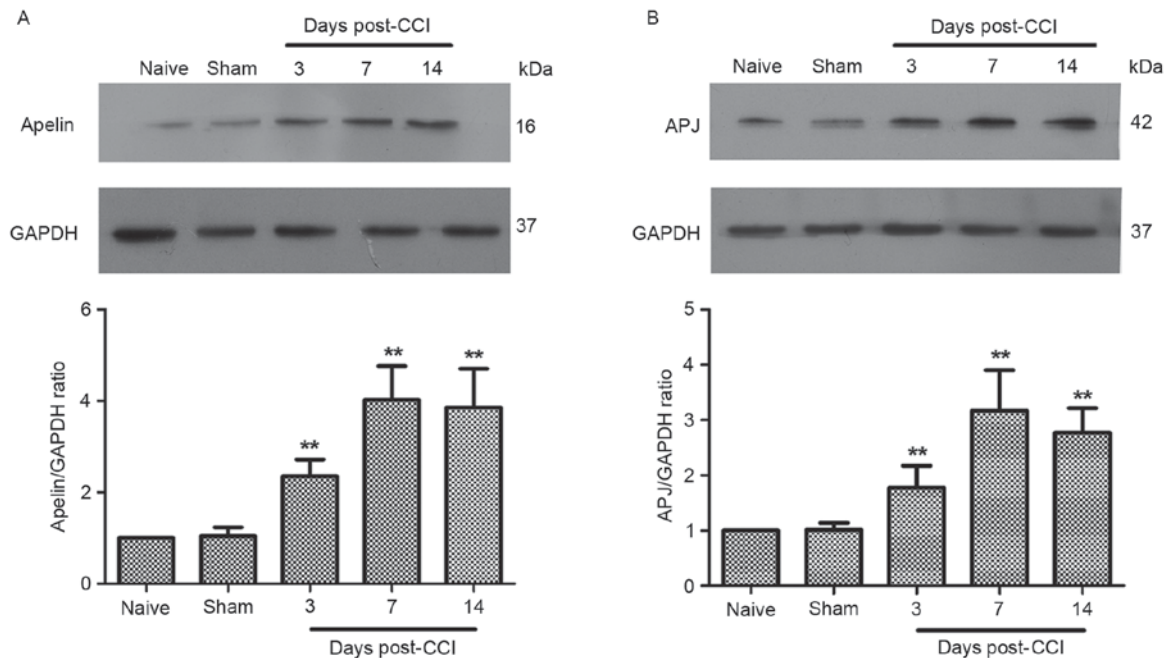 A
Days post-CCI
Naive Sham 3 7 14 kDa
Apelin 16
GAPDH 37
6
4
2
0
Apelin/GAPDH ratio
** ** **
Naive Sham 3 7 14
Days post-CCI
B
Days post-CCI
Naive Sham 3 7 14 kDa
APJ 42
GAPDH 37
5
4
3
2
1
0
APJ/GAPDH ratio
** ** **
Naive Sham 3 7 14
Days post-CCI